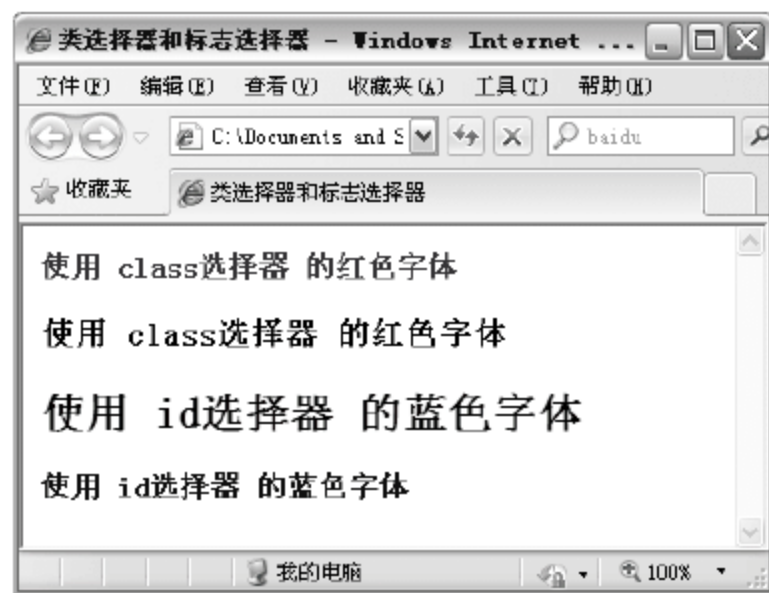 类选择器和标志选择器 - Windows Internet ...
文件(F) 编辑(E) 查看(V) 收藏夹(A) 工具(T) 帮助(H)
C:\Documents and S baidu
收藏夹 类选择器和标志选择器
使用 class选择器 的红色字体
使用 class选择器 的红色字体
使用 id选择器 的蓝色字体
使用 id选择器 的蓝色字体
我的电脑 100%